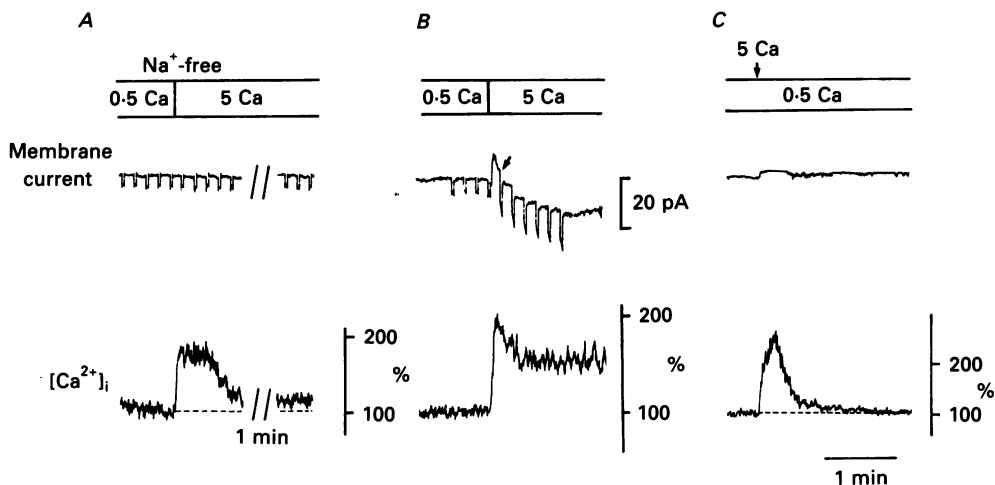 A
B
C
Na⁺-free
5 Ca
0·5 Ca 5 Ca
0·5 Ca 5 Ca
0·5 Ca
Membrane
current
20 pA
[Ca²⁺]ᵢ
200
%
100
1 min
200
%
100
200
%
100
1 min